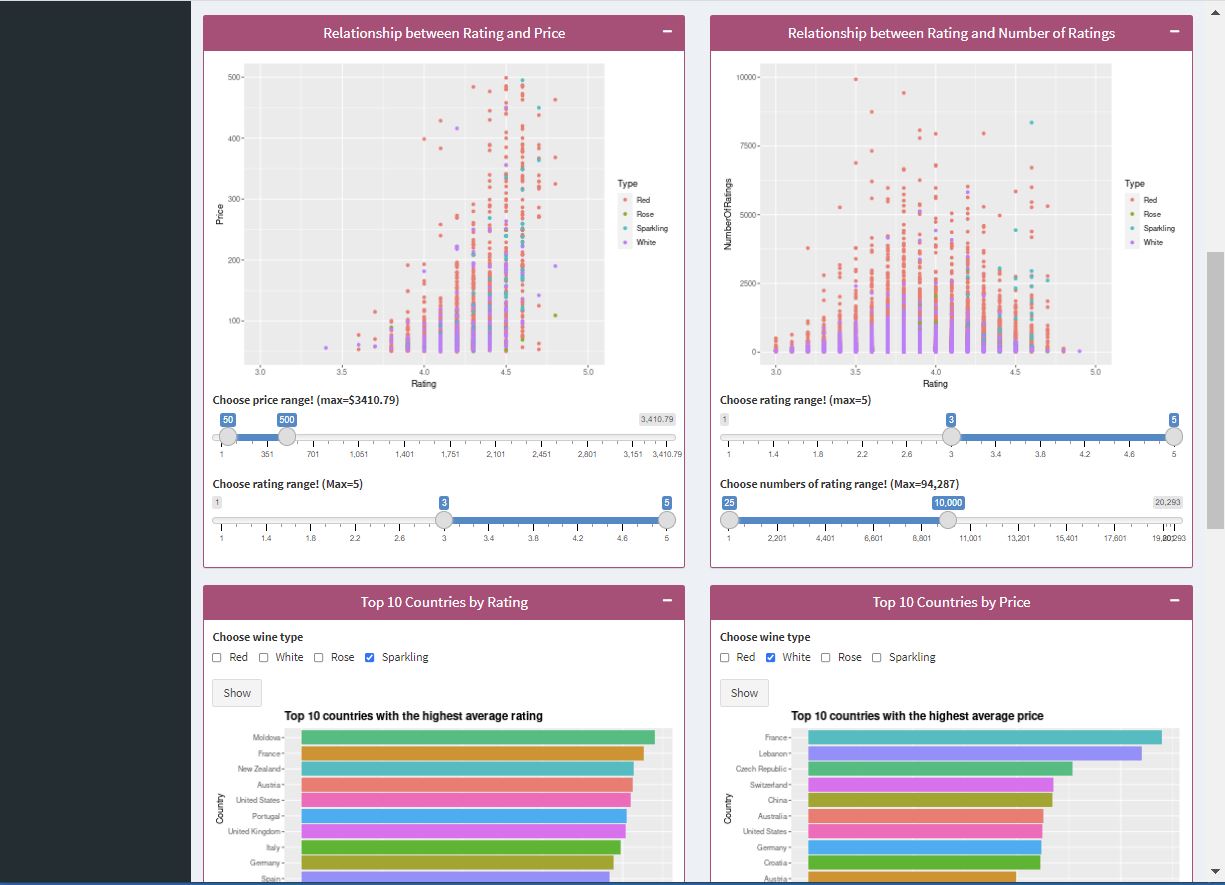 Relationship between Rating and Price
500
400
300
200
100
3.0 3.5 4.0 4.5 5.0
Price
Rating
Type
Red
Rose
Sparkling
White
Choose price range! (max=$3410.79)
50 500 3,410.79
1 351 701 1,051 1,401 1,751 2,101 2,451 2,801 3,151 3,410.79
Choose rating range! (Max=5)
1 3 5
1 1.4 1.8 2.2 2.6 3 3.4 3.8 4.2 4.6 5
Relationship between Rating and Number of Ratings
10000
7500
5000
2500
0
3.0 3.5 4.0 4.5 5.0
NumberOfRatings
Rating
Type
Red
Rose
Sparkling
White
Choose rating range! (max=5)
1 3 5
1 1.4 1.8 2.2 2.6 3 3.4 3.8 4.2 4.6 5
Choose numbers of rating range! (Max=94,287)
25 10,000 20,293
1 2,201 4,401 6,601 8,801 11,001 13,201 15,401 17,601
Top 10 Countries by Rating
Choose wine type
Red White Rose Sparkling
Show
Top 10 countries with the highest average rating
Country
Moldova
France
New Zealand
Austria
United States
Portugal
United Kingdom
Italy
Germany
Spain
Top 10 Countries by Price
Choose wine type
Red White Rose Sparkling
Show
Top 10 countries with the highest average price
Country
France
Lebanon
Czech Republic
Switzerland
China
Australia
United States
Germany
Croatia
Austria